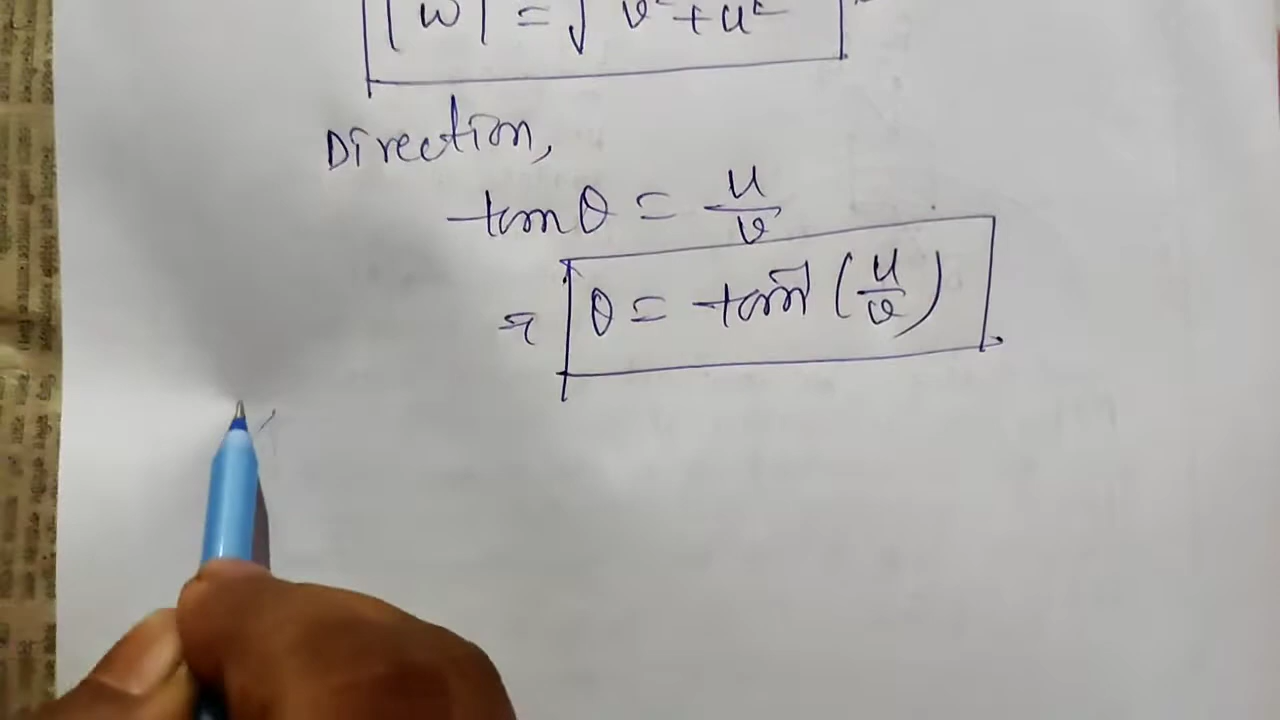 |w| = √v²+u²
Direction,
tanθ = u/v
⇒ θ = tan⁻¹ (u/v)